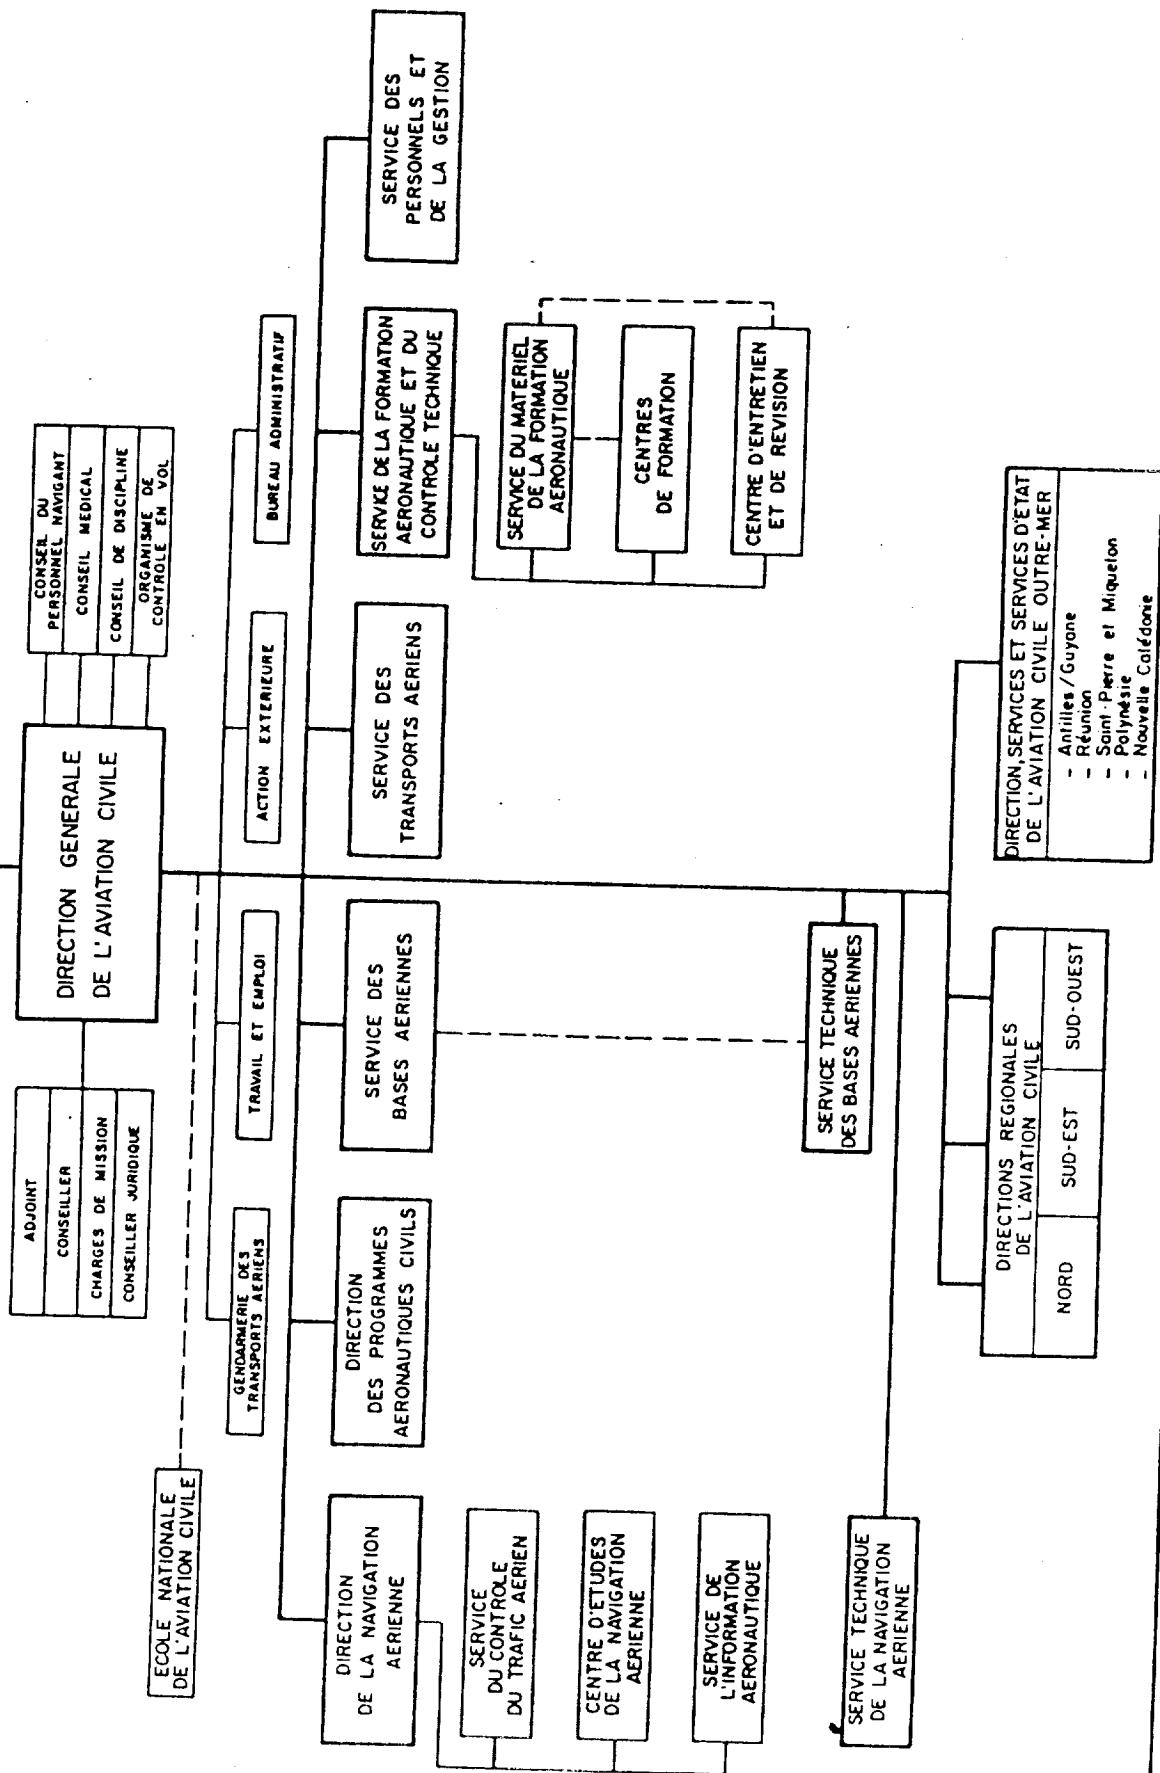 DIRECTION GENERALE
DE L'AVIATION CIVILE
ADJOINT
CONSEILLER
CHARGES DE MISSION
CONSEILLER JURIDIQUE
CONSEIL DU
PERSONNEL NAVIGANT
CONSEIL MEDICAL
CONSEIL DE DISCIPLINE
ORGANISME DE
CONTROLE EN VOL
ECOLE NATIONALE
DE L'AVIATION CIVILE
GENDARMERIE DES
TRANSPORTS AERIENS
TRAVAIL ET EMPLOI
ACTION EXTERIEURE
BUREAU ADMINISTRATIF
DIRECTION
DE LA NAVIGATION
AERIENNE
DIRECTION
DES PROGRAMMES
AERONAUTIQUES CIVILS
SERVICE DES
BASES AERIENNES
SERVICE DES
TRANSPORTS AERIENS
SERVICE DE LA FORMATION
AERONAUTIQUE ET DU
CONTROLE TECHNIQUE
SERVICE DES
PERSONNELS ET
DE LA GESTION
SERVICE
DU CONTROLE
DU TRAFIC AERIEN
CENTRE D'ETUDES
DE LA NAVIGATION
AERIENNE
SERVICE DE
L'INFORMATION
AERONAUTIQUE
SERVICE DU MATERIEL
DE LA FORMATION
AERONAUTIQUE
CENTRES
DE FORMATION
CENTRE D'ENTRETIEN
ET DE REVISION
SERVICE TECHNIQUE
DE LA NAVIGATION
AERIENNE
SERVICE TECHNIQUE
DES BASES AERIENNES
DIRECTIONS REGIONALES
DE L'AVIATION CIVILE
NORD
SUD-EST
SUD-OUEST
DIRECTION, SERVICES ET SERVICES D'ETAT
DE L'AVIATION CIVILE OUTRE-MER
- Antilles/Guyane
- Réunion
- Saint-Pierre et Miquelon
- Polynésie
- Nouvelle Calédonie